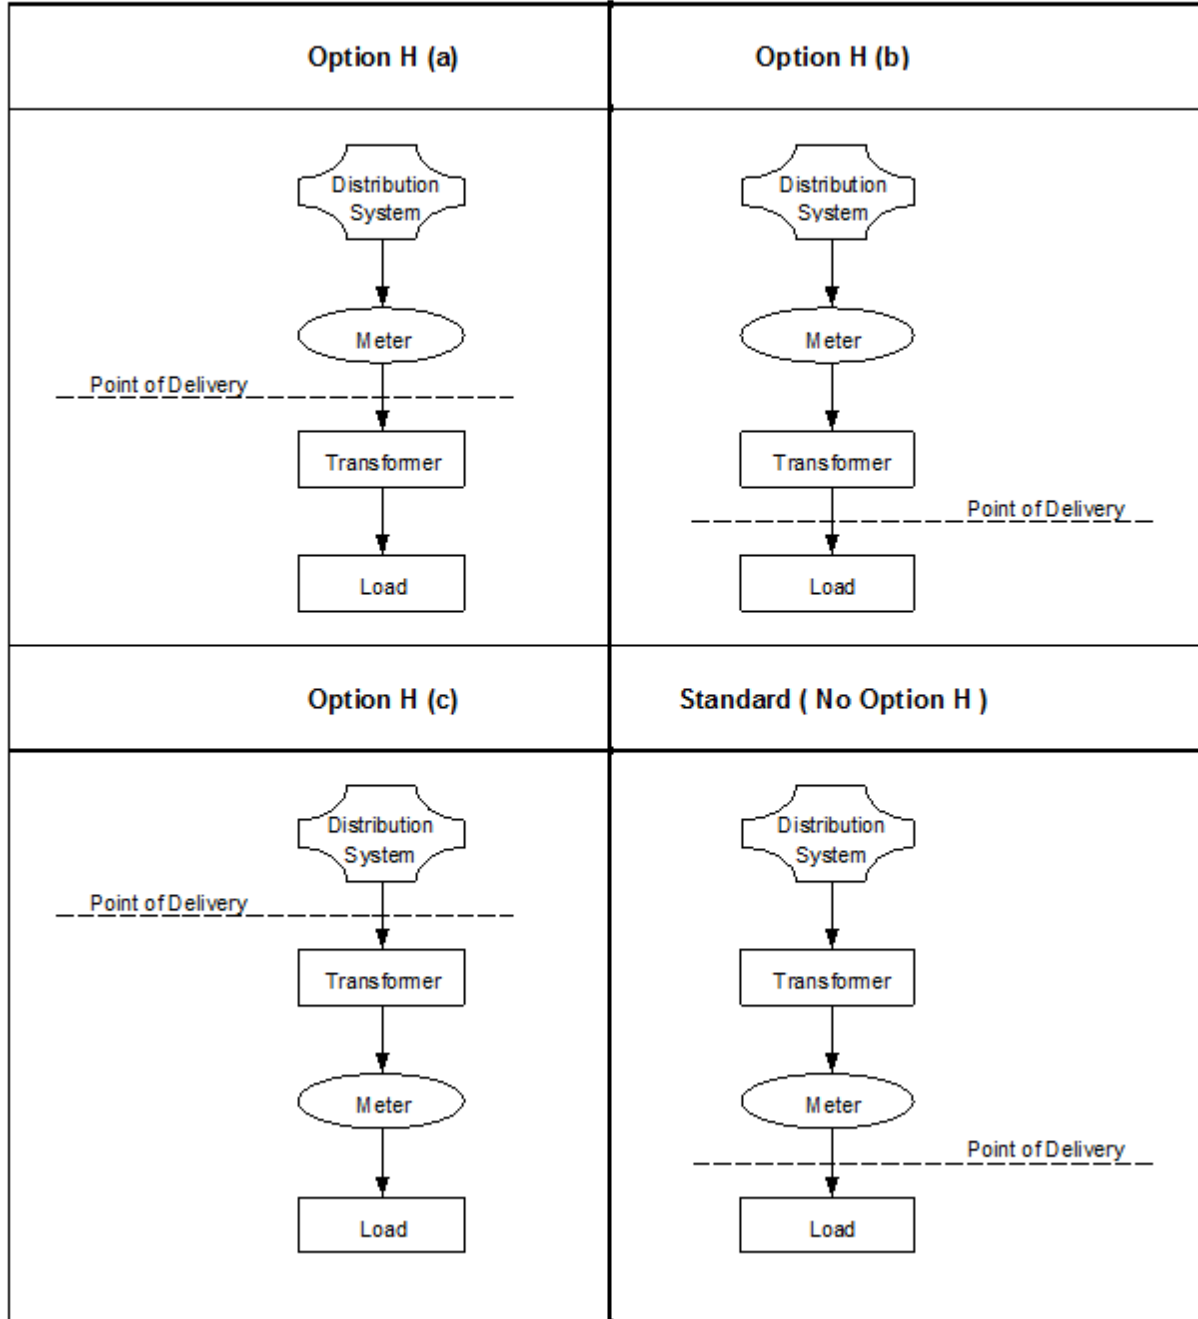 Option H (a)
Option H (b)
Distribution
System
Meter
Point of Delivery
Transformer
Load
Distribution
System
Meter
Transformer
Point of Delivery
Load
Option H (c)
Standard ( No Option H )
Distribution
System
Point of Delivery
Transformer
Meter
Load
Distribution
System
Transformer
Meter
Point of Delivery
Load